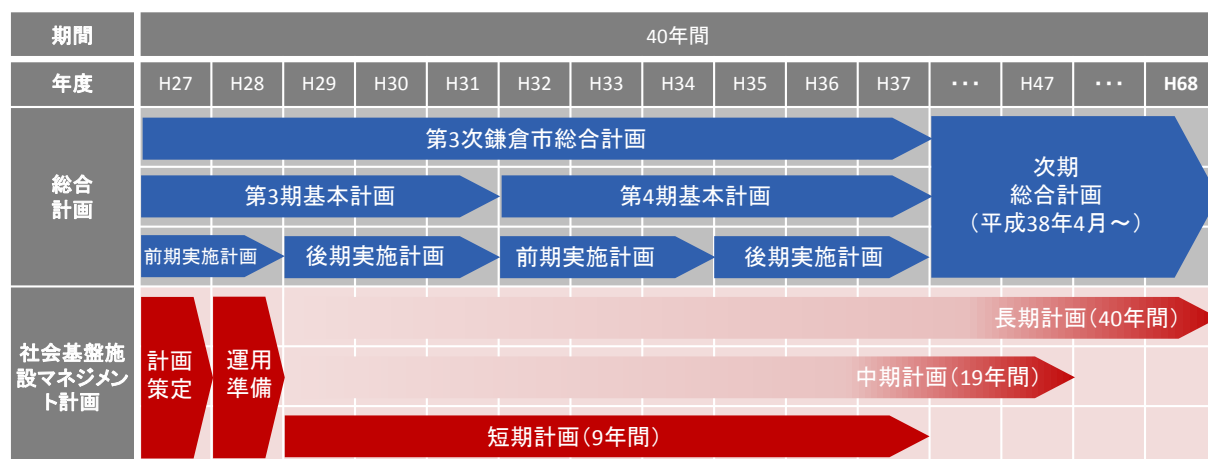 期間
40年間
年度
H27 H28 H29 H30 H31 H32 H33 H34 H35 H36 H37 ・・・ H47 ・・・ H68
総合
計画
第3次鎌倉市総合計画
第3期基本計画
第4期基本計画
前期実施計画
後期実施計画
前期実施計画
後期実施計画
次期
総合計画
（平成38年4月～）
社会基盤施
設マネジメン
ト計画
計画
策定
運用
準備
長期計画（40年間）
中期計画（19年間）
短期計画（9年間）